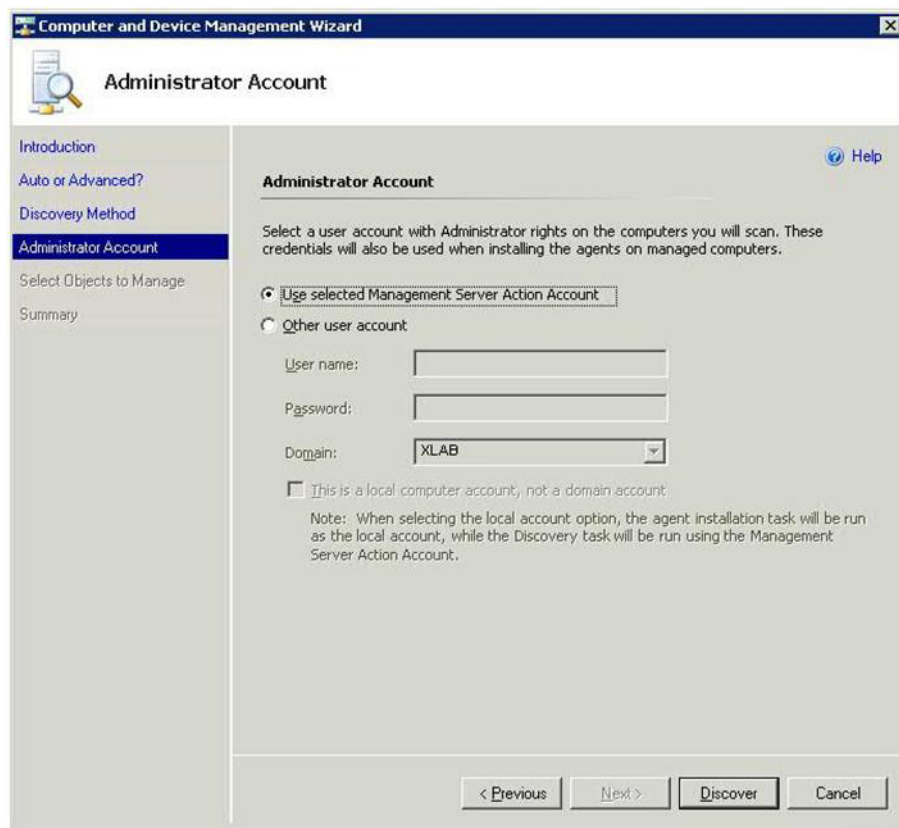 Computer and Device Management Wizard
Administrator Account
Introduction
Auto or Advanced?
Discovery Method
Administrator Account
Select Objects to Manage
Summary
Help
Administrator Account
Select a user account with Administrator rights on the computers you will scan. These
credentials will also be used when installing the agents on managed computers.
Use selected Management Server Action Account
Other user account
User name:
Password:
Domain:
XLAB
This is a local computer account, not a domain account
Note: When selecting the local account option, the agent installation task will be run
as the local account, while the Discovery task will be run using the Management
Server Action Account.
< Previous
Next >
Discover
Cancel